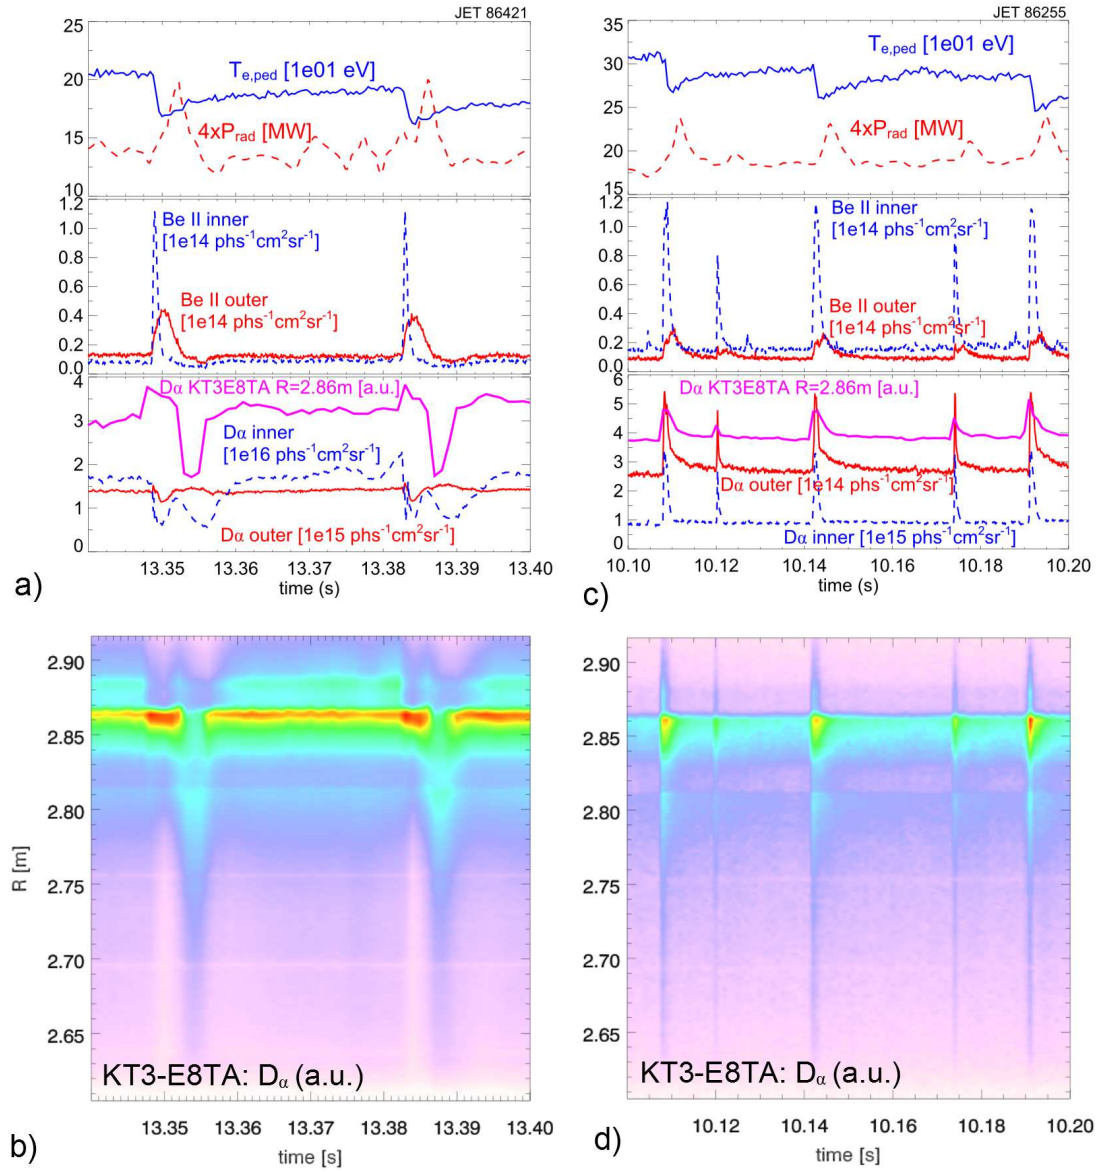 JET 86421
25
20
15
10
Te,ped [1e01 eV]
4xPrad [MW]
1.2
1.0
0.8
0.6
0.4
0.2
0.0
Be II inner
[1e14 phs-1cm2sr-1]
Be II outer
[1e14 phs-1cm2sr-1]
4
3
2
1
0
Dα KT3E8TA R=2.86m [a.u.]
Dα inner
[1e16 phs-1cm2sr-1]
Dα outer [1e15 phs-1cm2sr-1]
13.35 13.36 13.37 13.38 13.39 13.40
time (s)
a)
JET 86255
35
30
25
20
15
Te,ped [1e01 eV]
4xPrad [MW]
1.2
1.0
0.8
0.6
0.4
0.2
0.0
Be II inner
[1e14 phs-1cm2sr-1]
Be II outer
[1e14 phs-1cm2sr-1]
6
5
4
3
2
1
0
Dα KT3E8TA R=2.86m [a.u.]
Dα outer [1e14 phs-1cm2sr-1]
Dα inner [1e15 phs-1cm2sr-1]
10.10 10.12 10.14 10.16 10.18 10.20
time (s)
c)
2.90
2.85
2.80
2.75
2.70
2.65
R [m]
KT3-E8TA: Dα (a.u.)
13.35 13.36 13.37 13.38 13.39 13.40
time [s]
b)
2.90
2.85
2.80
2.75
2.70
2.65
KT3-E8TA: Dα (a.u.)
10.12 10.14 10.16 10.18 10.20
time [s]
d)